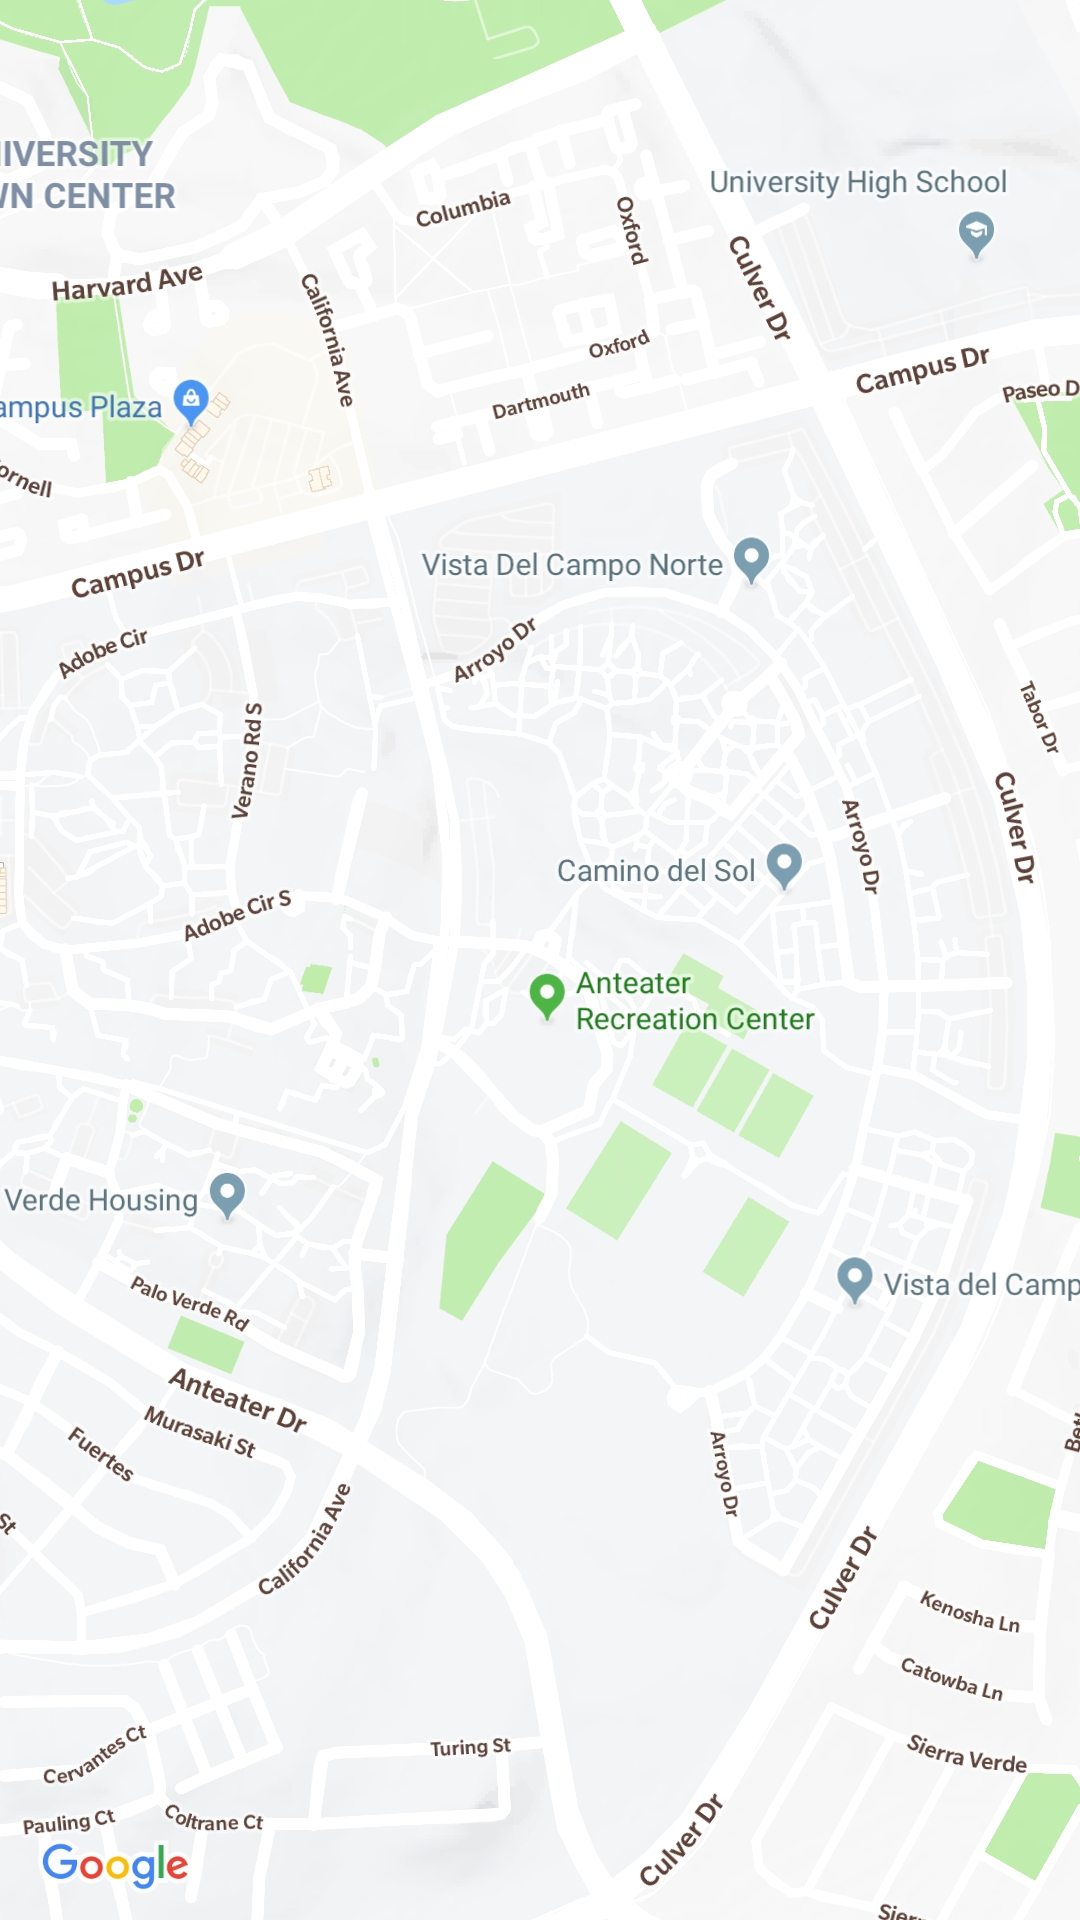 IVERSITY
WN CENTER
University High School
Columbia
Oxford
Culver Dr
Harvard Ave
California Ave
Oxford
Campus Dr
Paseo D
ampus Plaza
Dartmouth
ornell
Campus Dr
Vista Del Campo Norte
Adobe Cir
Arroyo Dr
Verano Rd S
Tabor Dr
Culver Dr
Arroyo Dr
Camino del Sol
Adobe Cir S
Anteater
Recreation Center
Verde Housing
Vista del Camp
Palo Verde Rd
Anteater Dr
Murasaki St
Fuertes
Arroyo Dr
St
California Ave
Culver Dr
Kenosha Ln
Catowba Ln
Sierra Verde
Cervantes Ct
Turing St
Pauling Ct
Coltrane Ct
Culver Dr
Google